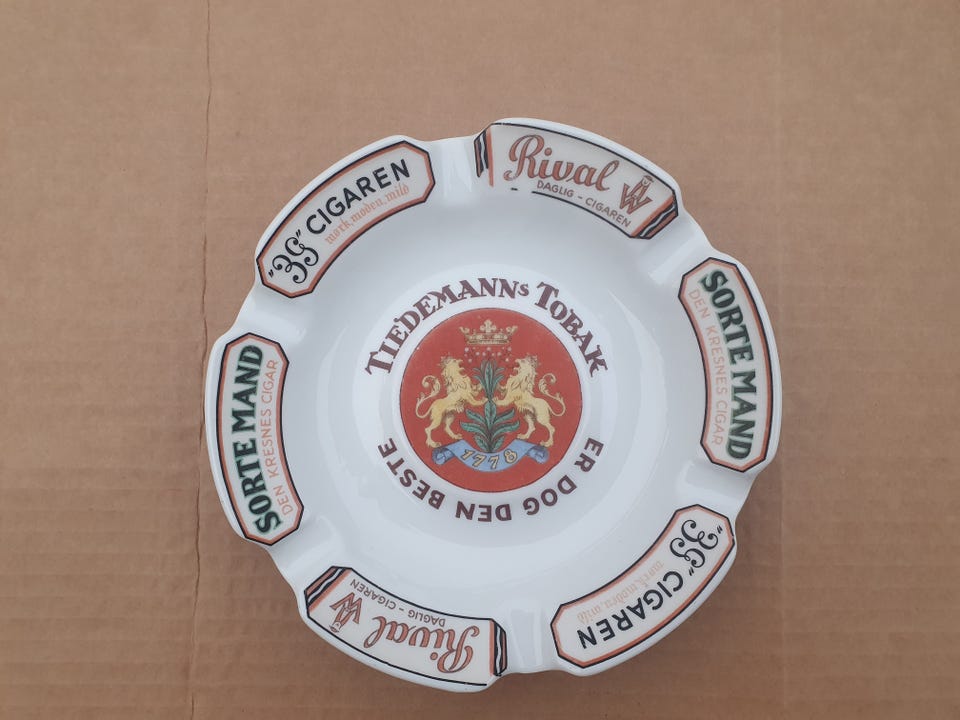 TIEDEMANNS TOBAK
1778
ER DOG DEN BESTE
Rival
DAGLIG - CIGAREN
SORTE MAND
DEN KRESNES CIGAR
"3S" CIGAREN
mørk, moden, mild
Rival
DAGLIG - CIGAREN
SORTE MAND
DEN KRESNES CIGAR
"3S" CIGAREN
mørk, moden, mild